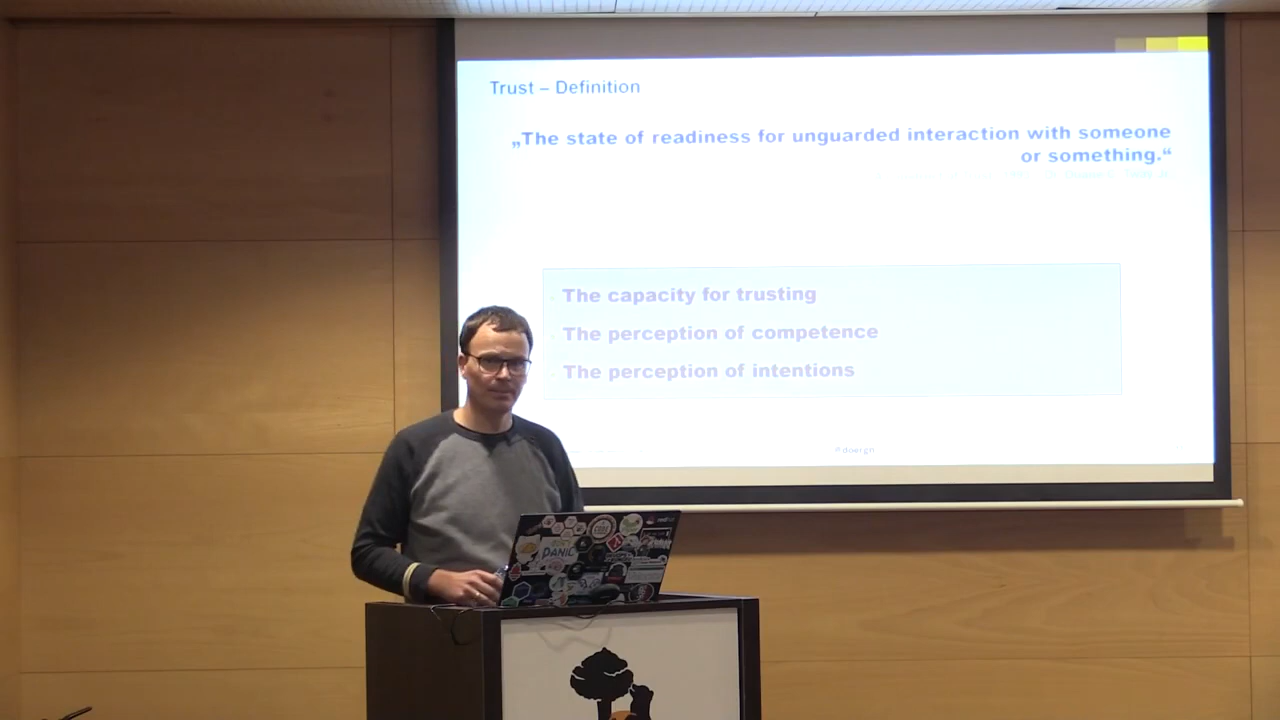 Trust – Definition
„The state of readiness for unguarded interaction with someone
or something.“
The capacity for trusting
The perception of competence
The perception of intentions
PANIC